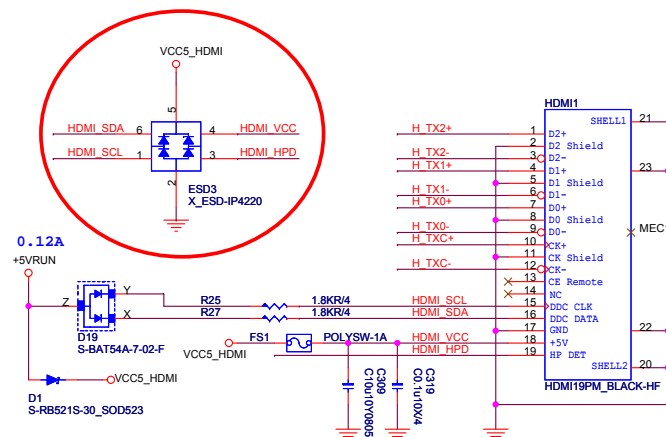 VCC5_HDMI
5
HDMI_SDA 6 4 HDMI_VCC
HDMI_SCL 1 3 HDMI_HPD
2
ESD3
X_ESD-IP4220
0.12A
+5VRUN
Z Y
X
D19
S-BAT54A-7-02-F
VCC5_HDMI
D1
S-RB521S-30_SOD523
R25 1.8KR/4 HDMI_SCL
R27 1.8KR/4 HDMI_SDA
FS1 POLYSW-1A HDMI_VCC
VCC5_HDMI
HDMI_HPD
C309
C10u10Y0805
C319
C0.1u10X/4
HDMI1
SHELL1 21
H_TX2+ 1 D2+
2 D2 Shield
H_TX2- 3 D2-
H_TX1+ 4 D1+ 23
5 D1 Shield
H_TX1- 6 D1-
H_TX0+ 7 D0+
8 D0 Shield
H_TX0- 9 D0- MEC1
H_TXC+ 10 CK+
11 CK Shield
H_TXC- 12 CK-
13 CE Remote
14 NC
15 DDC CLK
16 DDC DATA
17 GND 22
18 +5V
19 HP DET
SHELL2 20
HDMI19PM_BLACK-HF